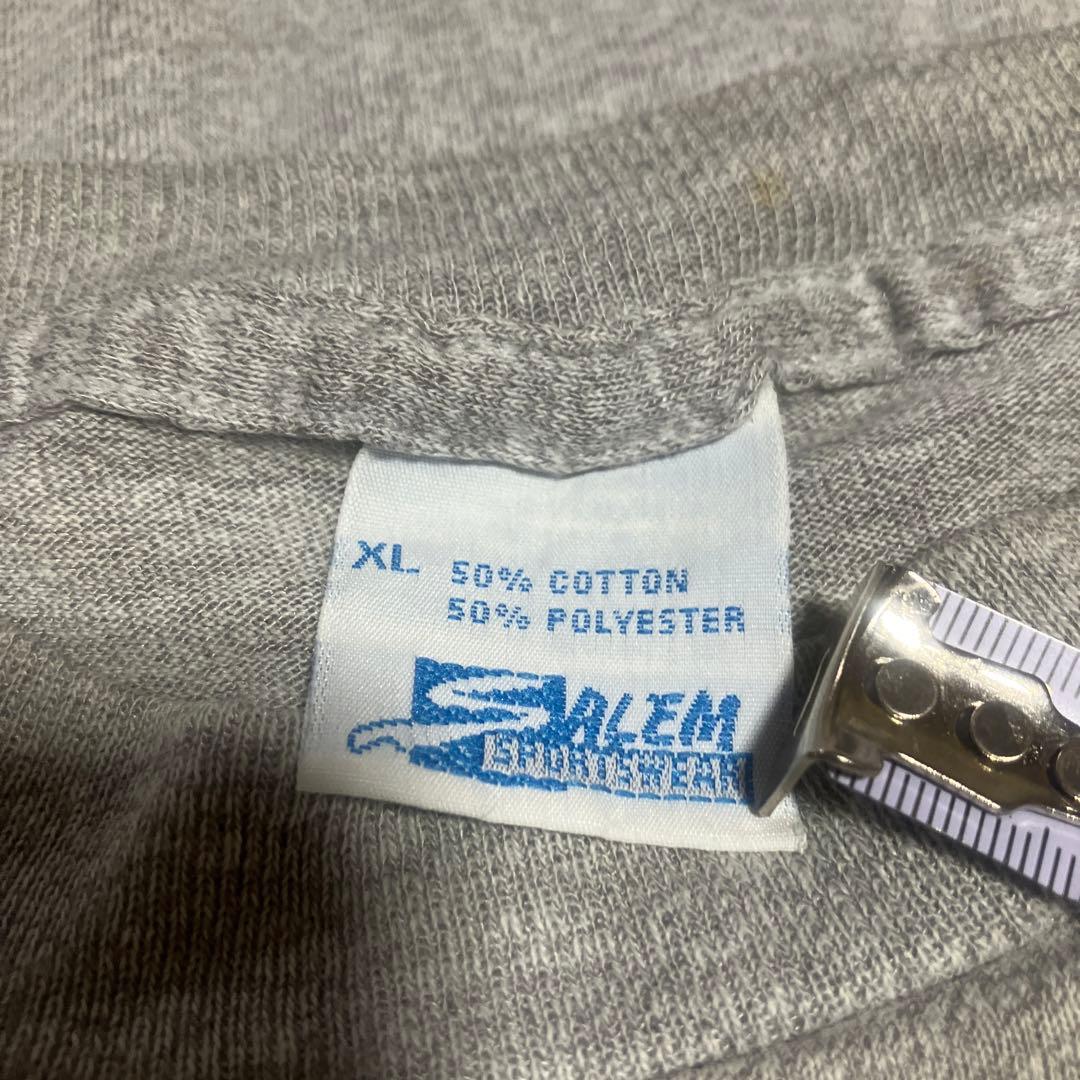 XL 50% COTTON
50% POLYESTER
SALEM
SPORTSWEAR